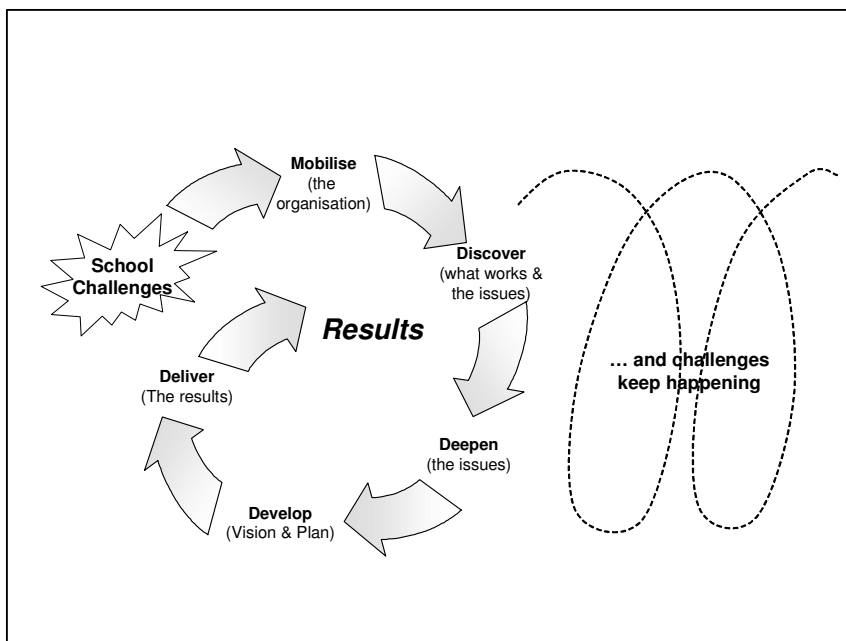 School
Challenges
Mobilise
(the
organisation)
Discover
(what works &
the issues)
Deepen
(the issues)
Develop
(Vision & Plan)
Deliver
(The results)
Results
… and challenges
keep happening